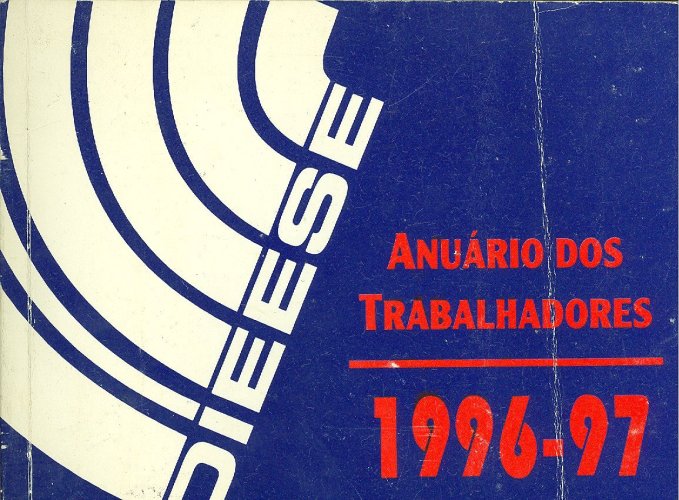 DIEESE
ANUÁRIO DOS
TRABALHADORES
1996-97